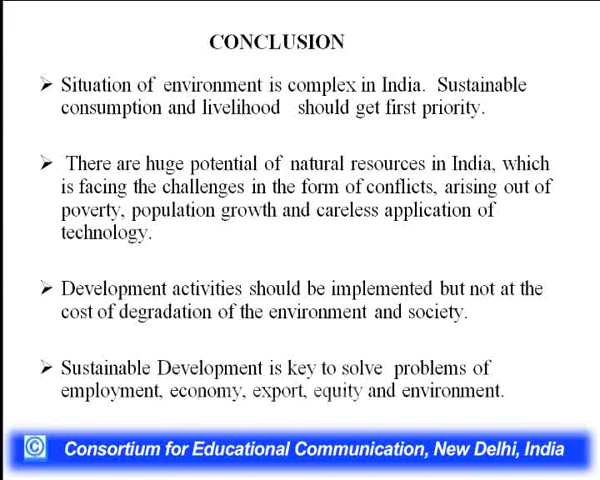 CONCLUSION
➢ Situation of environment is complex in India. Sustainable
consumption and livelihood should get first priority.
➢ There are huge potential of natural resources in India, which
is facing the challenges in the form of conflicts, arising out of
poverty, population growth and careless application of
technology.
➢ Development activities should be implemented but not at the
cost of degradation of the environment and society.
➢ Sustainable Development is key to solve problems of
employment, economy, export, equity and environment.
© Consortium for Educational Communication, New Delhi, India